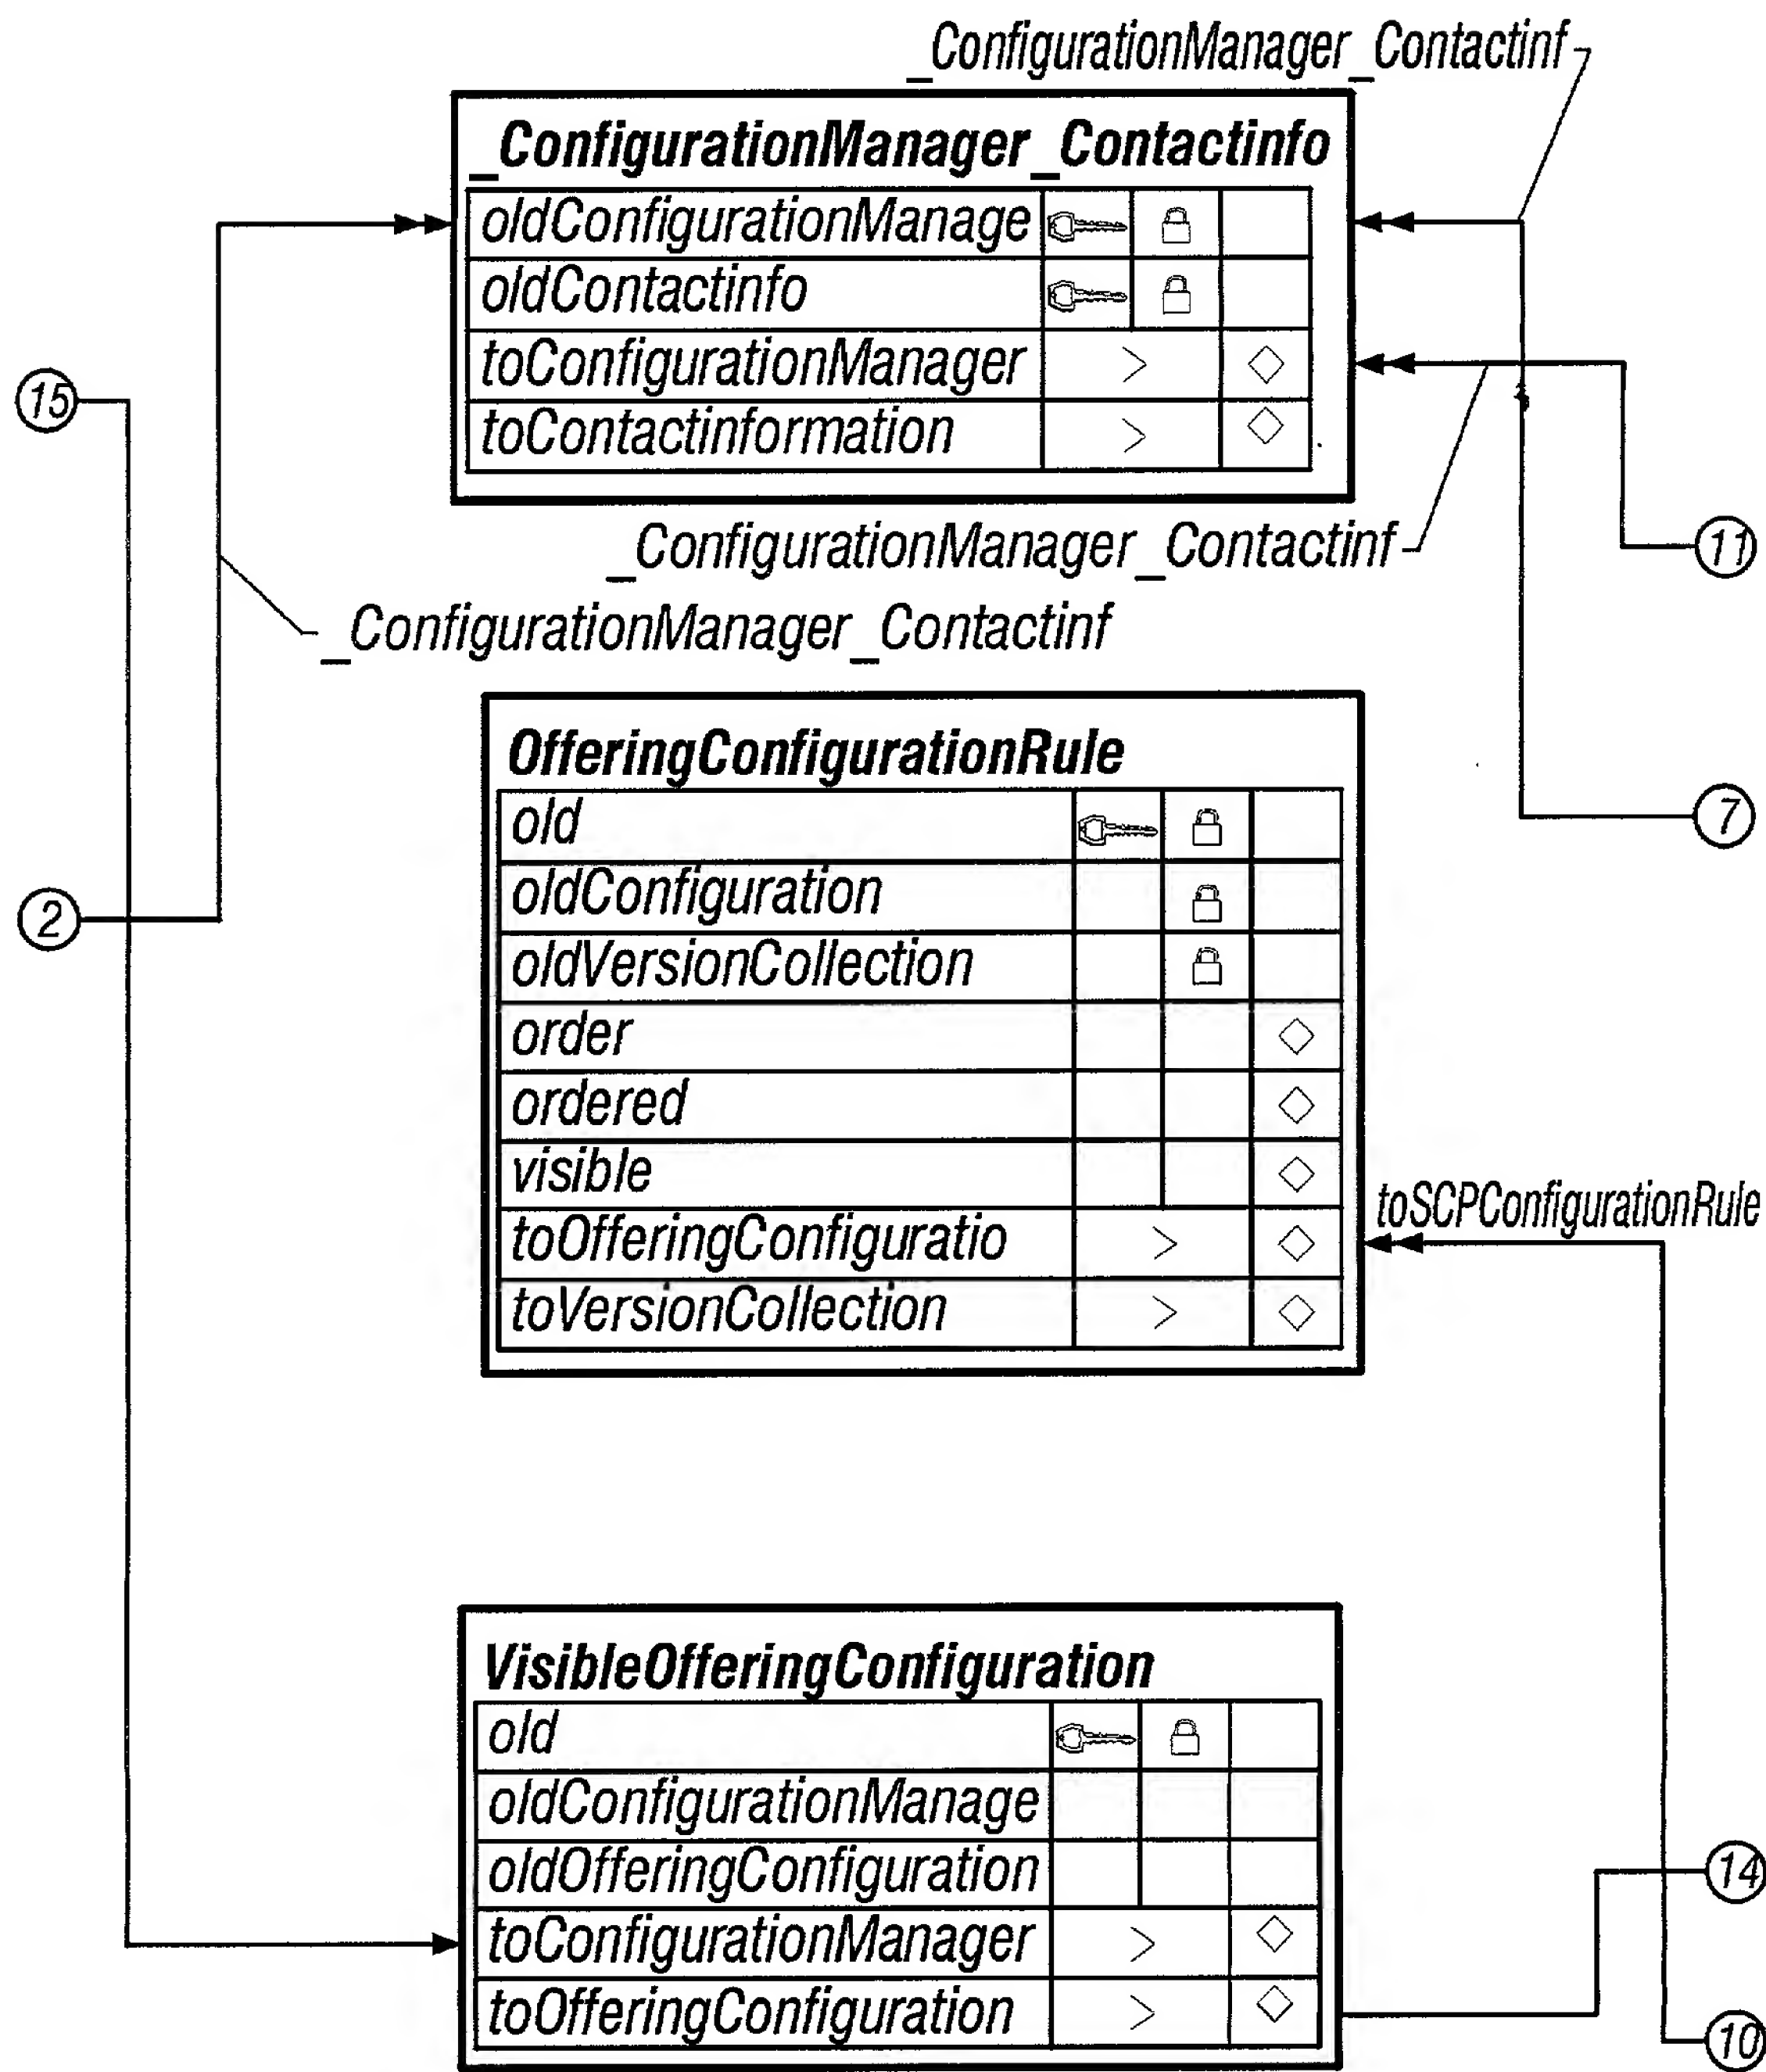 _ConfigurationManager_Contactinf
_ConfigurationManager_Contactinfo
oldConfigurationManage
oldContactinfo
toConfigurationManager
toContactinformation
15
11
_ConfigurationManager_Contactinf
_ConfigurationManager_Contactinf
OfferingConfigurationRule
old
7
oldConfiguration
2
oldVersionCollection
order
ordered
visible
toSCPConfigurationRule
toOfferingConfiguratio
toVersionCollection
VisibleOfferingConfiguration
old
oldConfigurationManage
oldOfferingConfiguration
14
toConfigurationManager
toOfferingConfiguration
10